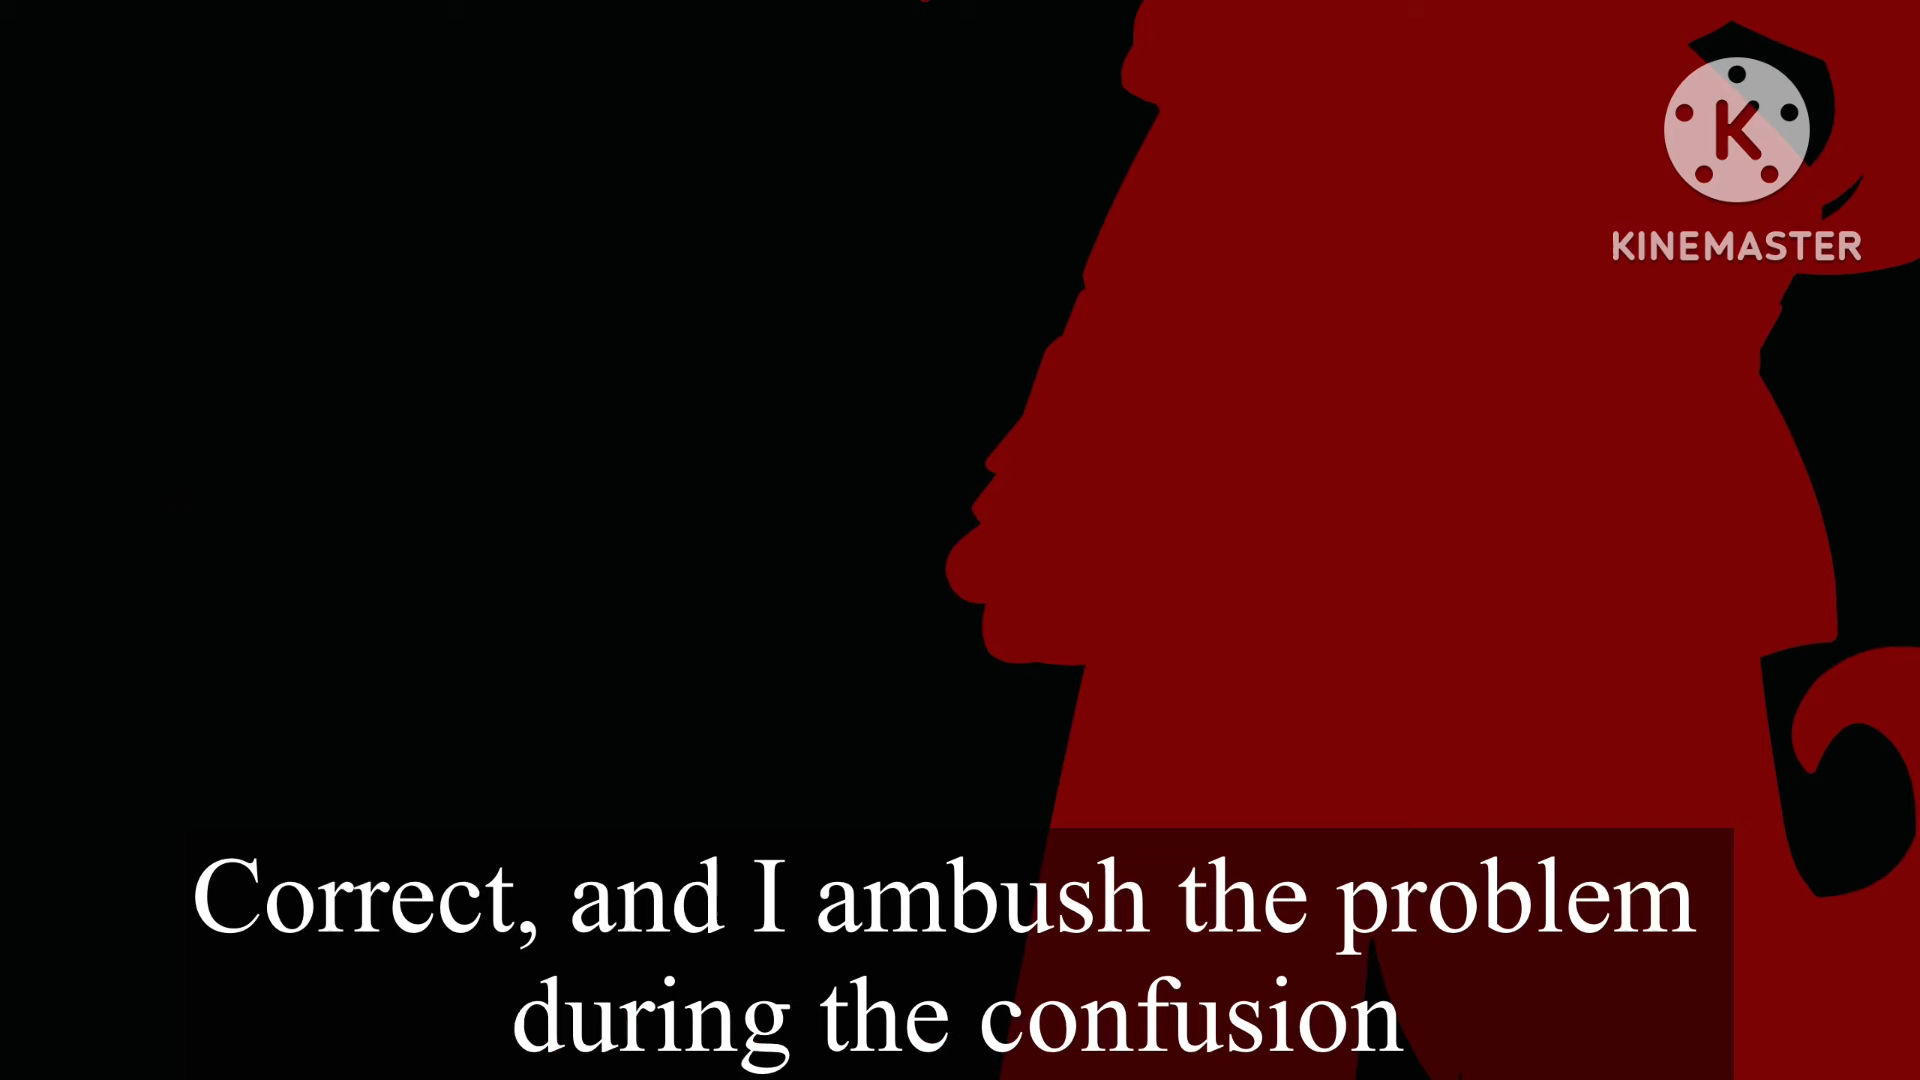 K
KINEMASTER
Correct, and I ambush the problem
during the confusion